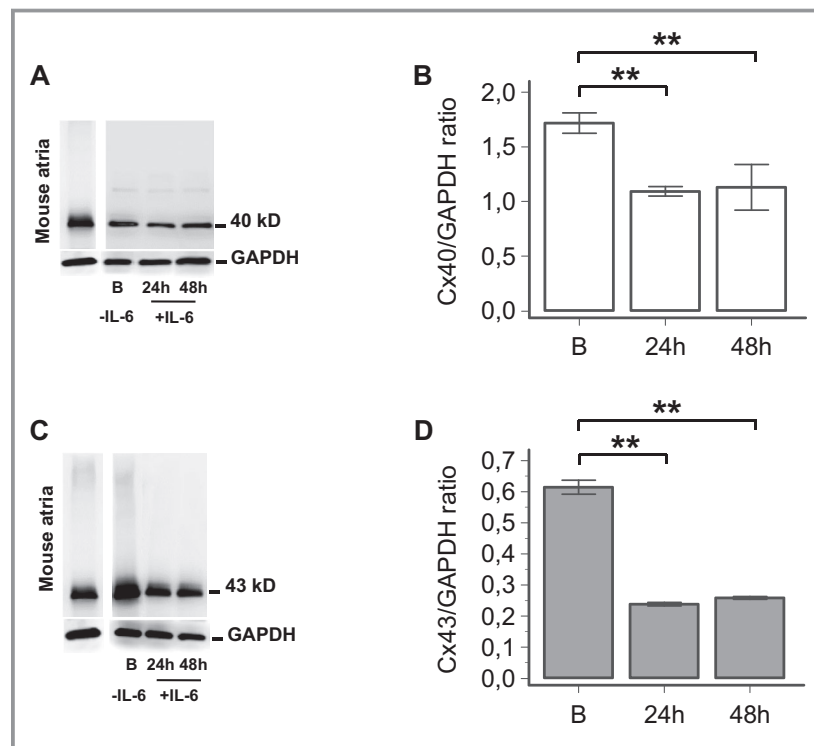 A
Mouse atria
40 kD
GAPDH
B 24h 48h
-IL-6 +IL-6
B
** 
**
Cx40/GAPDH ratio
2,0
1,5
1,0
0,5
0,0
B 24h 48h
C
Mouse atria
43 kD
GAPDH
B 24h 48h
-IL-6 +IL-6
D
**
**
Cx43/GAPDH ratio
0,7
0,6
0,5
0,4
0,3
0,2
0,1
0,0
B 24h 48h